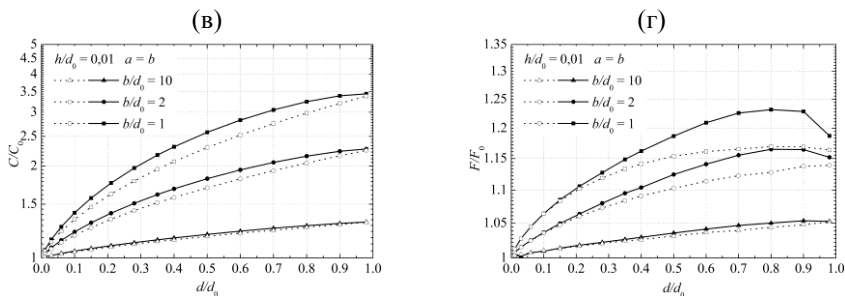 (в)
(г)
5
4.5
4
3.5
3
2.5
2
1.5
1
C/C₀
h/d₀ = 0,01 a = b
b/d₀ = 10
b/d₀ = 2
b/d₀ = 1
0.0 0.1 0.2 0.3 0.4 0.5 0.6 0.7 0.8 0.9 1.0
d/d₀
1.35
1.3
1.25
1.2
1.15
1.1
1.05
1
F/F₀
h/d₀ = 0,01 a = b
b/d₀ = 10
b/d₀ = 2
b/d₀ = 1
0.0 0.1 0.2 0.3 0.4 0.5 0.6 0.7 0.8 0.9 1.0
d/d₀